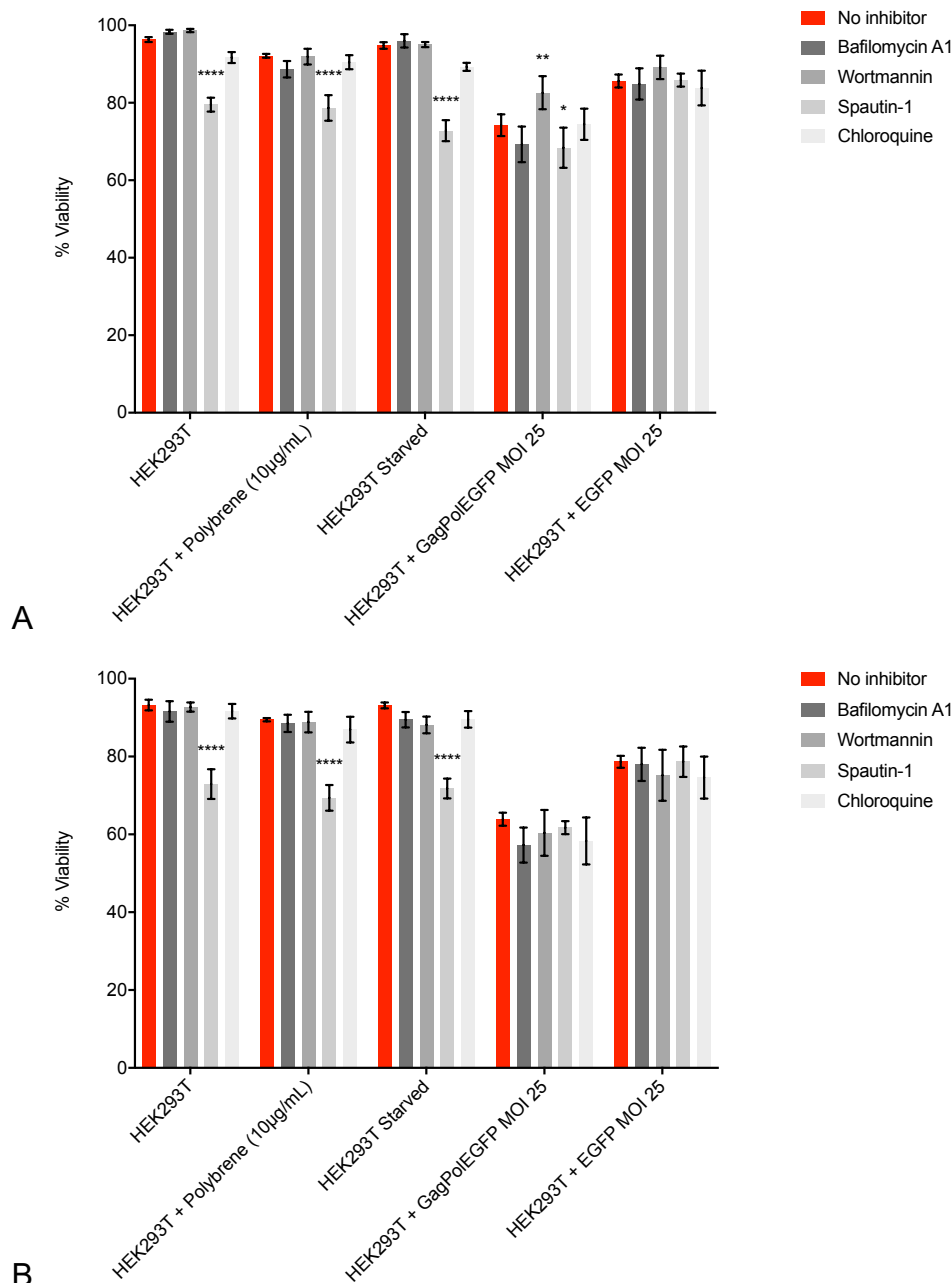 100
80
60
40
20
0
% Viability
****
****
****
**
*
No inhibitor
Bafilomycin A1
Wortmannin
Spautin-1
Chloroquine
HEK293T
HEK293T + Polybrene (10µg/mL)
HEK293T Starved
HEK293T + GagPolEGFP MOI 25
HEK293T + EGFP MOI 25
A
100
80
60
40
20
0
% Viability
****
****
****
No inhibitor
Bafilomycin A1
Wortmannin
Spautin-1
Chloroquine
HEK293T
HEK293T + Polybrene (10µg/mL)
HEK293T Starved
HEK293T + GagPolEGFP MOI 25
HEK293T + EGFP MOI 25
B